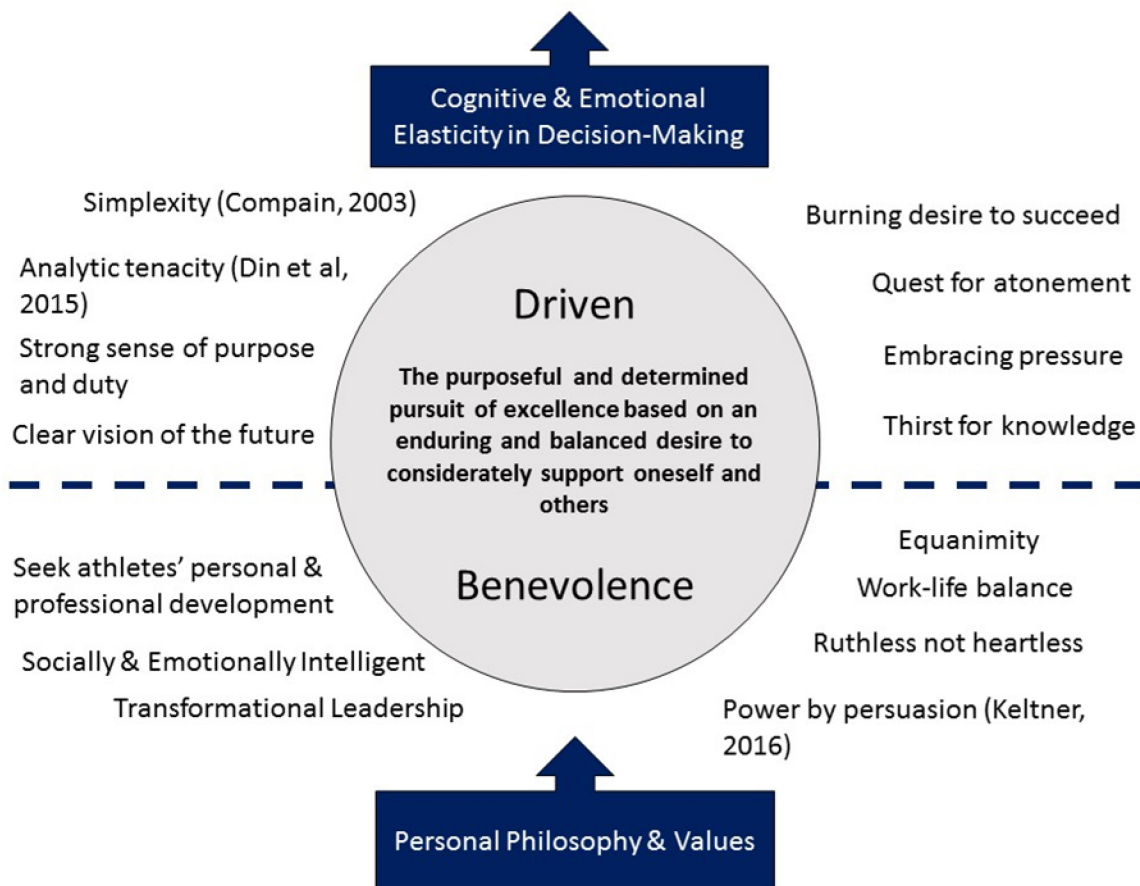 Cognitive & Emotional
Elasticity in Decision-Making
Simplexity (Compain, 2003)
Analytic tenacity (Din et al,
2015)
Strong sense of purpose
and duty
Clear vision of the future
Burning desire to succeed
Quest for atonement
Embracing pressure
Thirst for knowledge
Driven
The purposeful and determined
pursuit of excellence based on an
enduring and balanced desire to
considerately support oneself and
others
Benevolence
Seek athletes’ personal &
professional development
Socially & Emotionally Intelligent
Transformational Leadership
Equanimity
Work-life balance
Ruthless not heartless
Power by persuasion (Keltner,
2016)
Personal Philosophy & Values